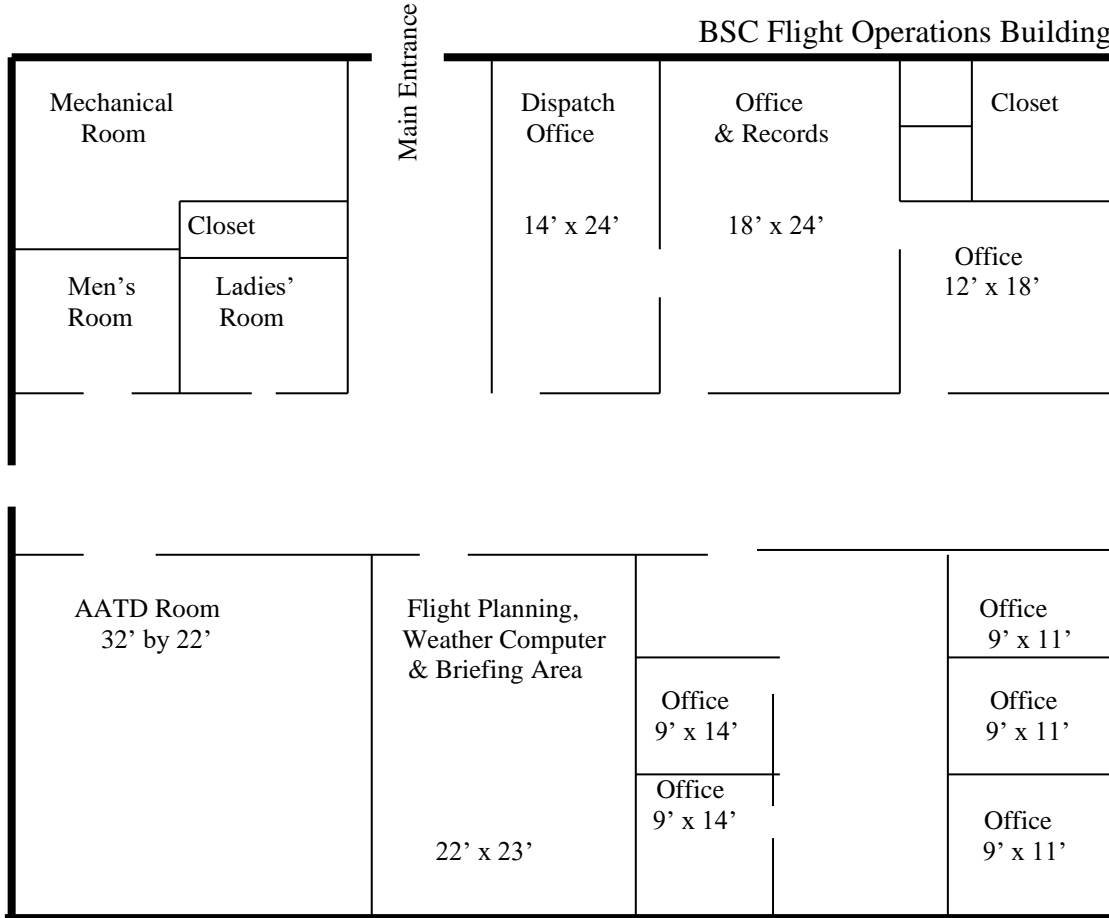 BSC Flight Operations Building
Main Entrance
Mechanical
Room
Dispatch
Office
Office
& Records
Closet
Closet
14’ x 24’
18’ x 24’
Office
12’ x 18’
Men’s
Room
Ladies’
Room
AATD Room
32’ by 22’
Flight Planning,
Weather Computer
& Briefing Area
Office
9’ x 11’
Office
9’ x 14’
Office
9’ x 11’
Office
9’ x 14’
22’ x 23’
Office
9’ x 11’